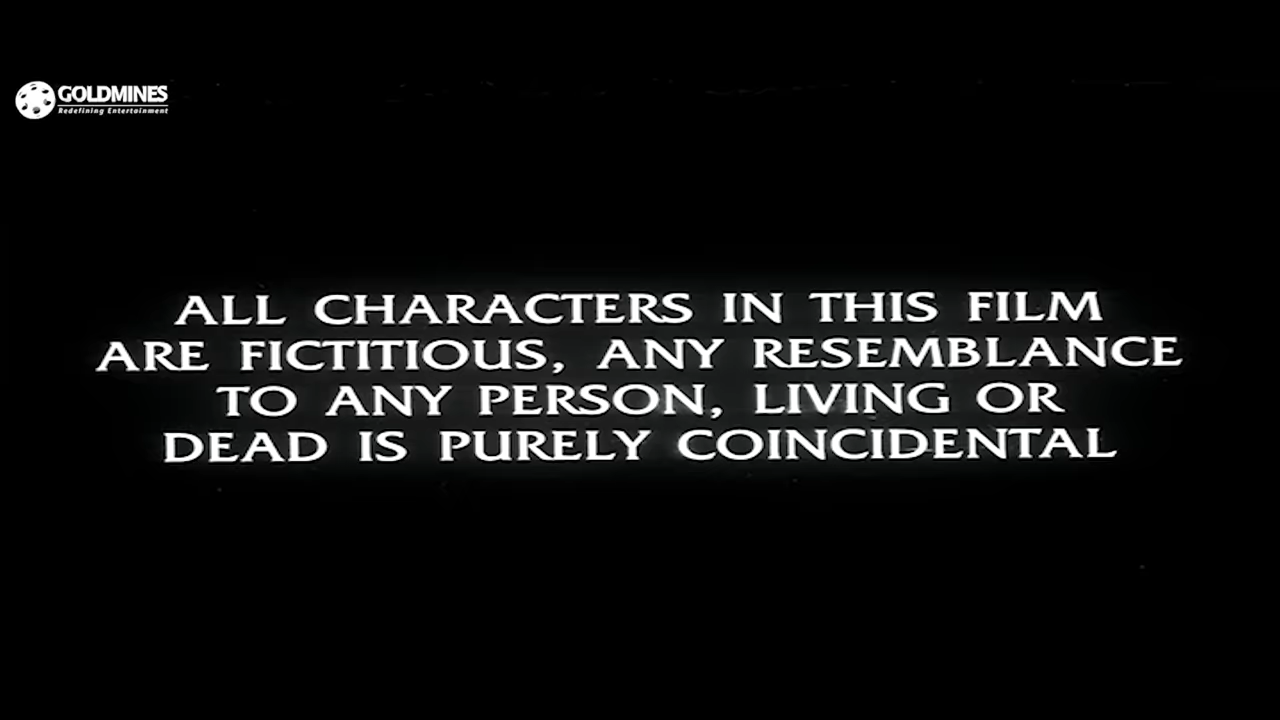 GOLDMINES
Redefining Entertainment
ALL CHARACTERS IN THIS FILM
ARE FICTITIOUS, ANY RESEMBLANCE
TO ANY PERSON, LIVING OR
DEAD IS PURELY COINCIDENTAL